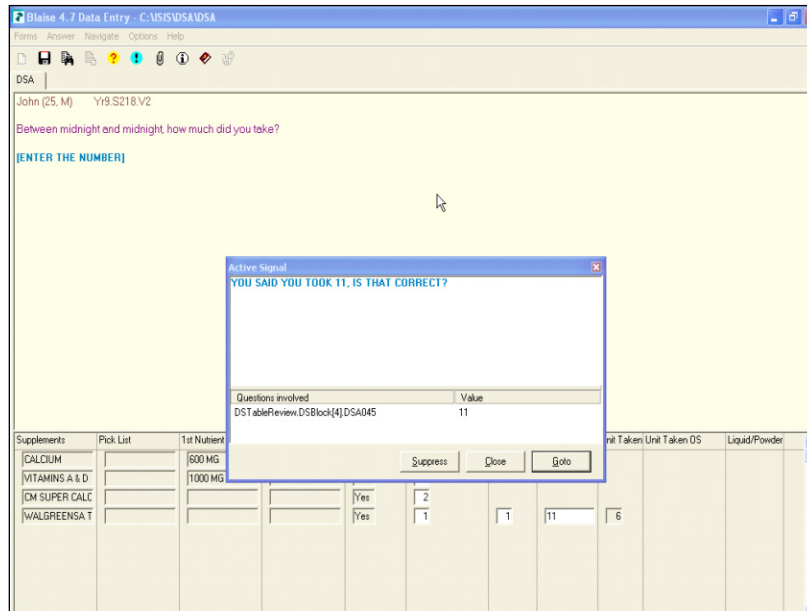 Blaise 4.7 Data Entry - C:\ISIS\DSA\DSA
Forms Answer Navigate Options Help
DSA
John (25, M) Yr9.S218.V2
Between midnight and midnight, how much did you take?
[ENTER THE NUMBER]
Active Signal
YOU SAID YOU TOOK 11, IS THAT CORRECT?
Questions involved Value
DSTableReview.DSBlock[4].DSA045 11
Suppress Close Goto
Supplements Pick List 1st Nutrient nit Taken Unit Taken OS Liquid/Powder
CALCIUM 600 MG
VITAMINS A & D 1000 MG
CM SUPER CALC Yes 2
WALGREENSA T Yes 1 1 11 6